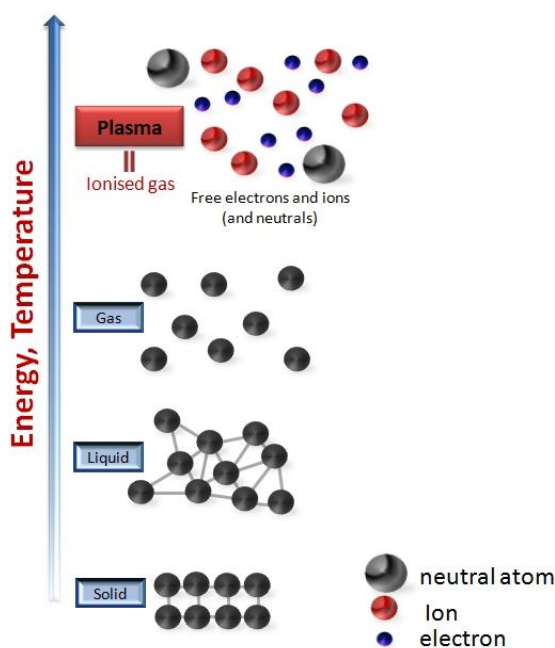 Plasma
Ionised gas
Free electrons and ions
(and neutrals)
Energy, Temperature
Gas
Liquid
Solid
neutral atom
Ion
electron